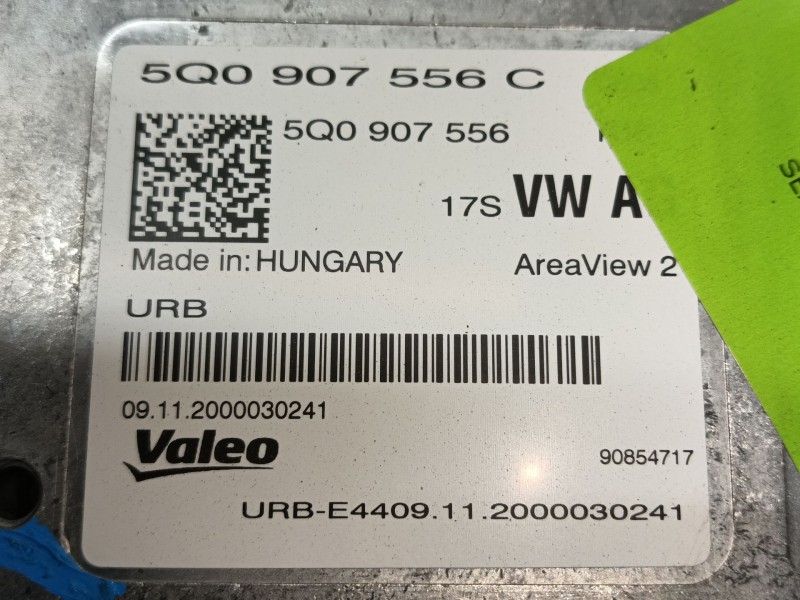 5Q0 907 556 C
5Q0 907 556
17S VW A
Made in: HUNGARY AreaView 2
URB
09.11.2000030241
Valeo 90854717
URB-E4409.11.2000030241